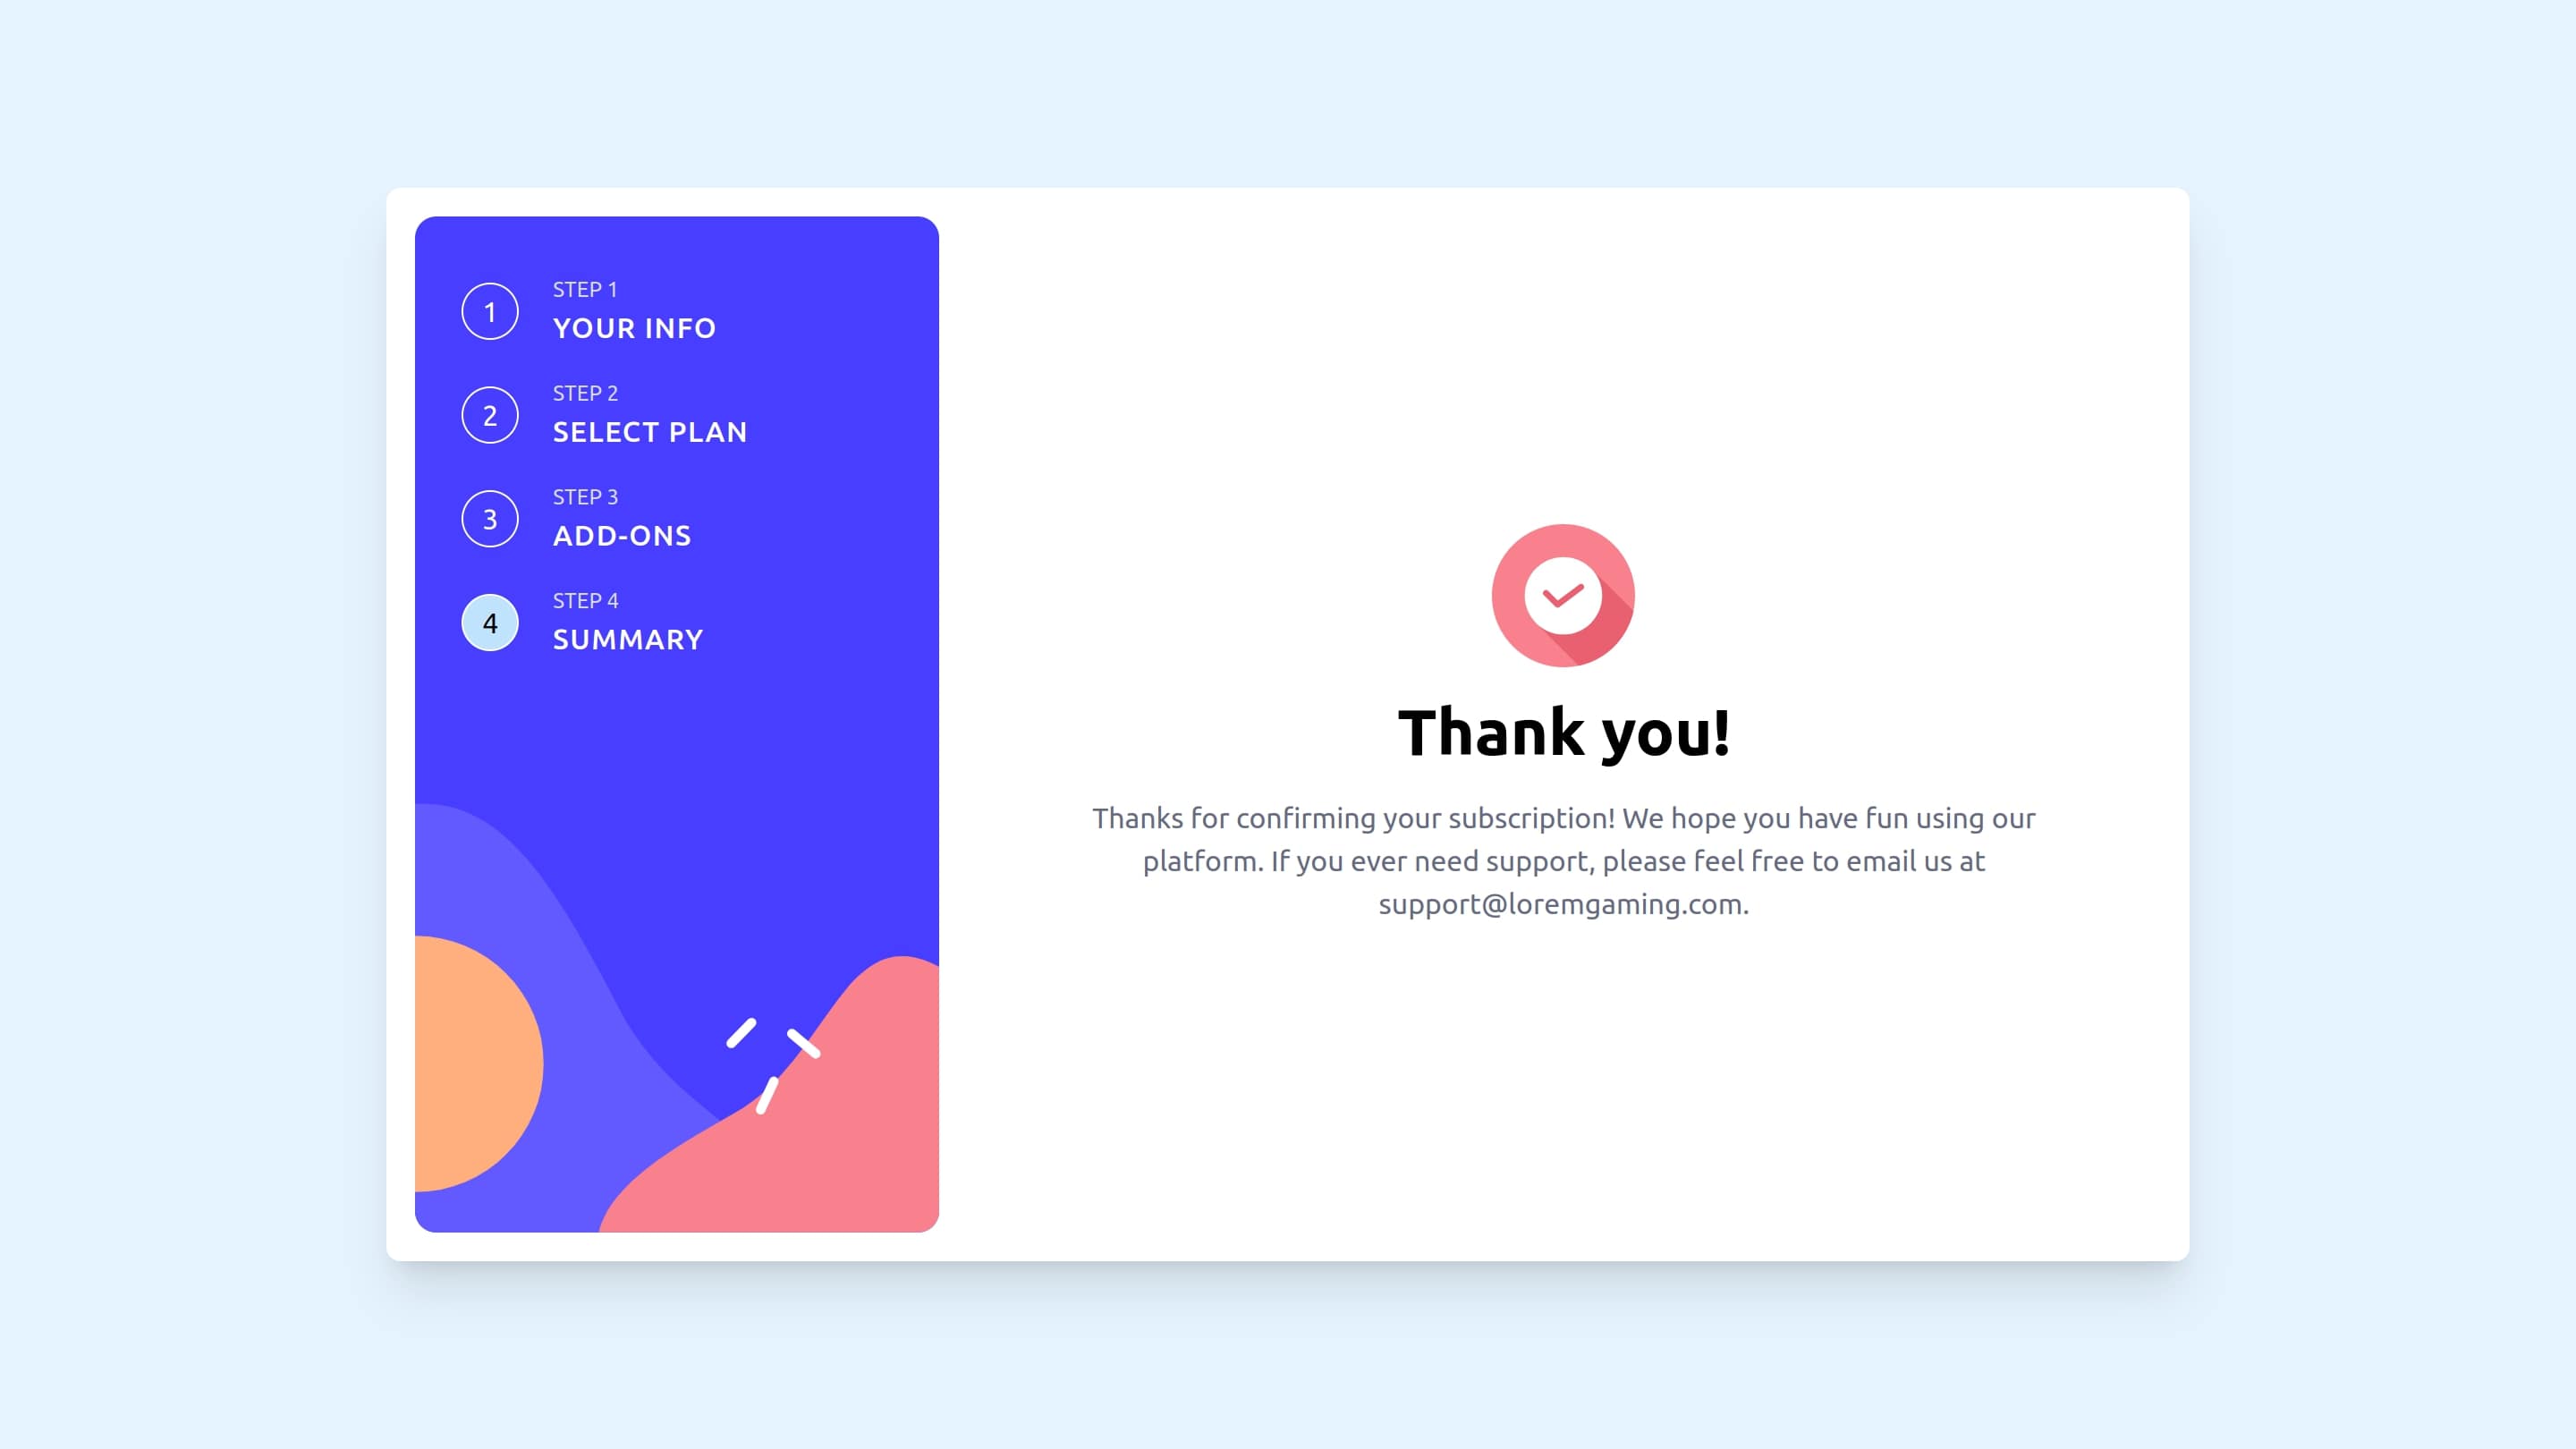 1
STEP 1
YOUR INFO
2
STEP 2
SELECT PLAN
3
STEP 3
ADD-ONS
4
STEP 4
SUMMARY
Thank you!
Thanks for confirming your subscription! We hope you have fun using our
platform. If you ever need support, please feel free to email us at
support@loremgaming.com.